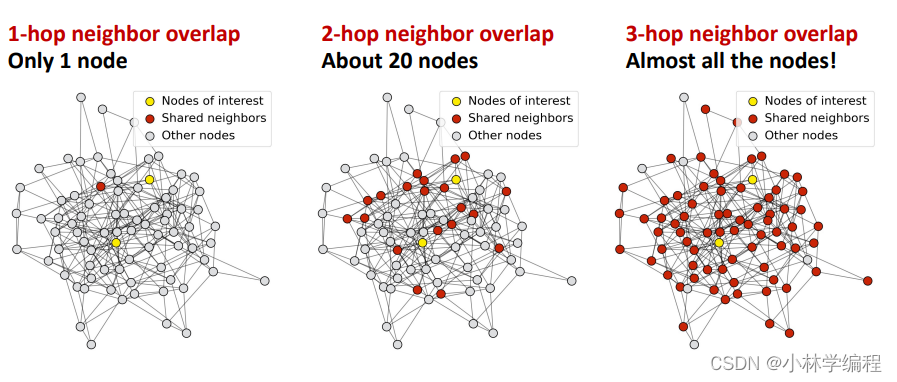 1-hop neighbor overlap
Only 1 node
Nodes of interest
Shared neighbors
Other nodes
2-hop neighbor overlap
About 20 nodes
Nodes of interest
Shared neighbors
Other nodes
3-hop neighbor overlap
Almost all the nodes!
Nodes of interest
Shared neighbors
Other nodes
CSDN @小林学编程